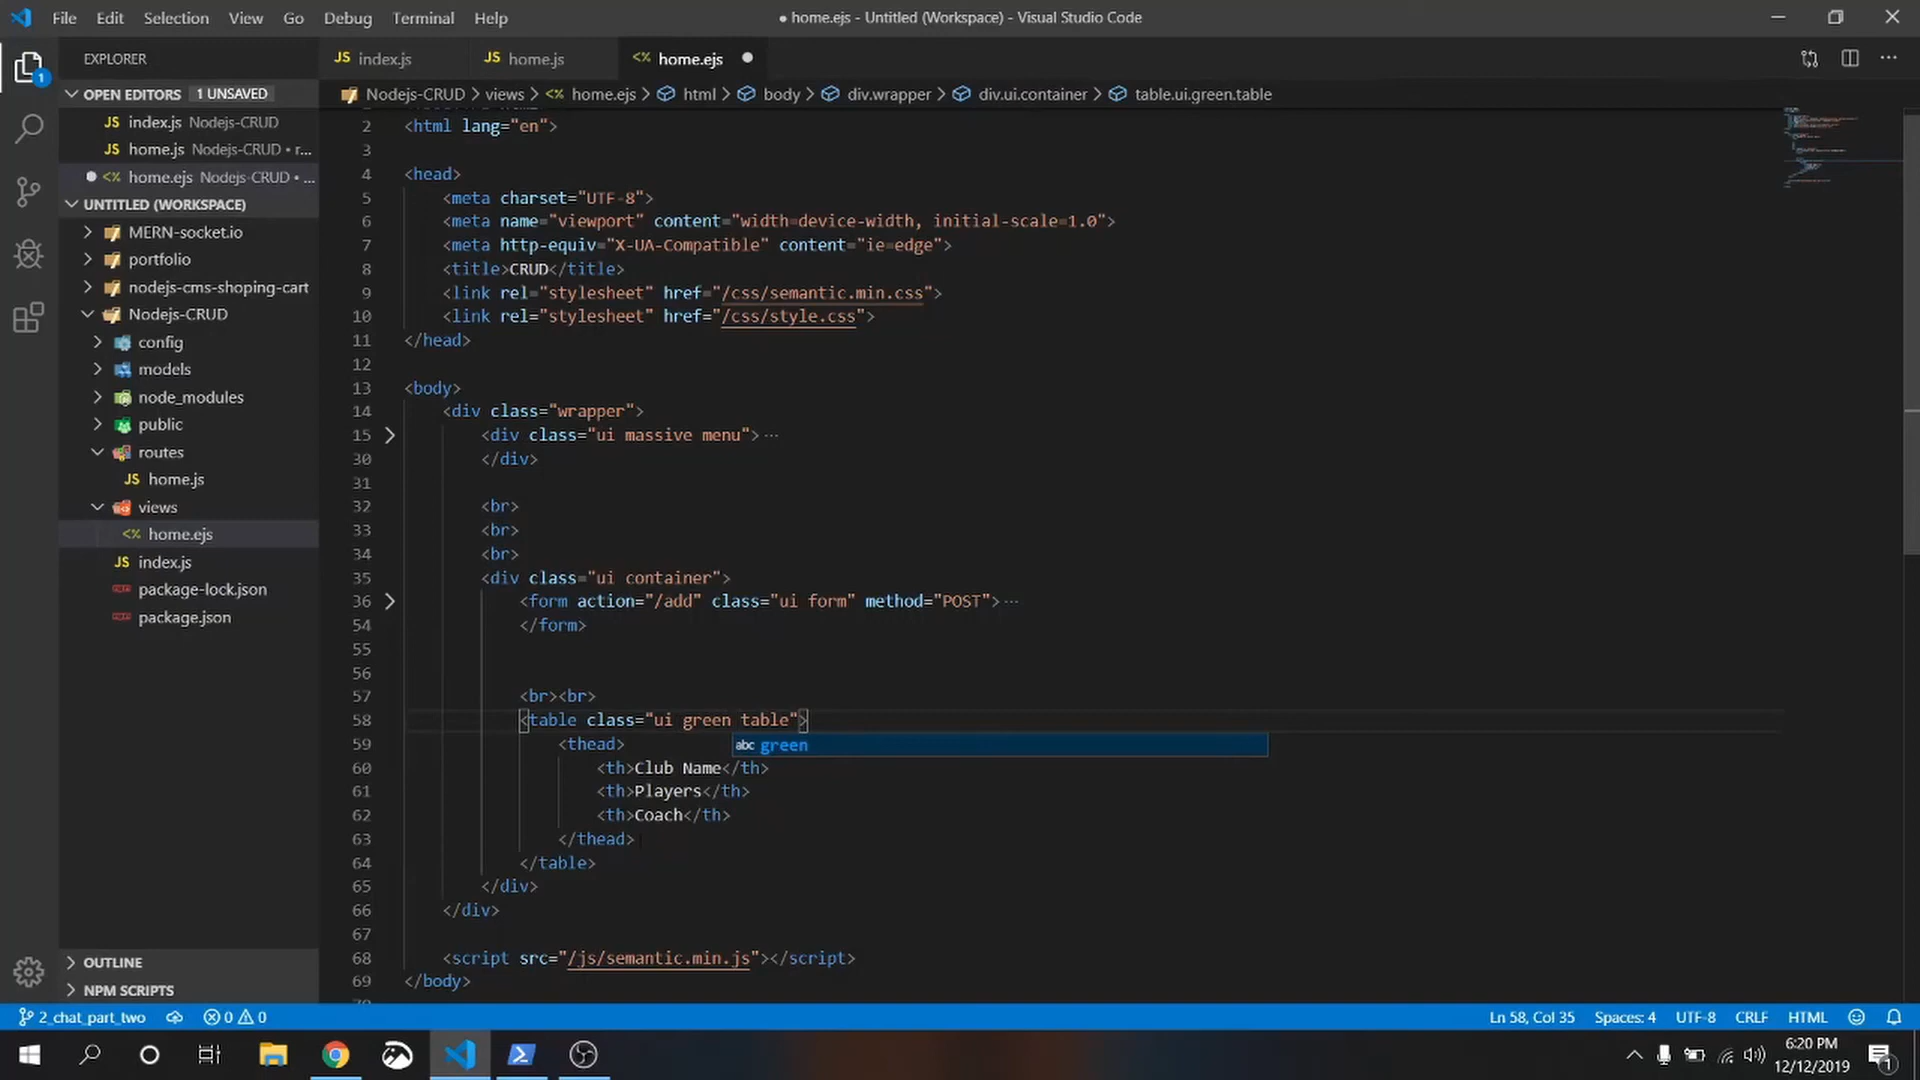 File Edit Selection View Go Debug Terminal Help
● home.ejs - Untitled (Workspace) - Visual Studio Code
EXPLORER
OPEN EDITORS 1 UNSAVED
JS index.js Nodejs-CRUD
JS home.js Nodejs-CRUD • r...
<% home.ejs Nodejs-CRUD • ...
UNTITLED (WORKSPACE)
MERN-socket.io
portfolio
nodejs-cms-shoping-cart
Nodejs-CRUD
config
models
node_modules
public
routes
JS home.js
views
<% home.ejs
JS index.js
package-lock.json
package.json
OUTLINE
NPM SCRIPTS
JS index.js JS home.js <% home.ejs
Nodejs-CRUD > views > <% home.ejs > html > body > div.wrapper > div.ui.container > table.ui.green.table
2 <html lang="en">
3
4 <head>
5 <meta charset="UTF-8">
6 <meta name="viewport" content="width=device-width, initial-scale=1.0">
7 <meta http-equiv="X-UA-Compatible" content="ie=edge">
8 <title>CRUD</title>
9 <link rel="stylesheet" href="/css/semantic.min.css">
10 <link rel="stylesheet" href="/css/style.css">
11 </head>
12
13 <body>
14 <div class="wrapper">
15 <div class="ui massive menu">···
30 </div>
31
32 <br>
33 <br>
34 <br>
35 <div class="ui container">
36 <form action="/add" class="ui form" method="POST">···
54 </form>
55
56
57 <br><br>
58 <table class="ui green table">
abc green
59 <thead>
60 <th>Club Name</th>
61 <th>Players</th>
62 <th>Coach</th>
63 </thead>
64 </table>
65 </div>
66 </div>
67
68 <script src="/js/semantic.min.js"></script>
69 </body>
2_chat_part_two 0 0 Ln 58, Col 35 Spaces: 4 UTF-8 CRLF HTML
6:20 PM
12/12/2019
1